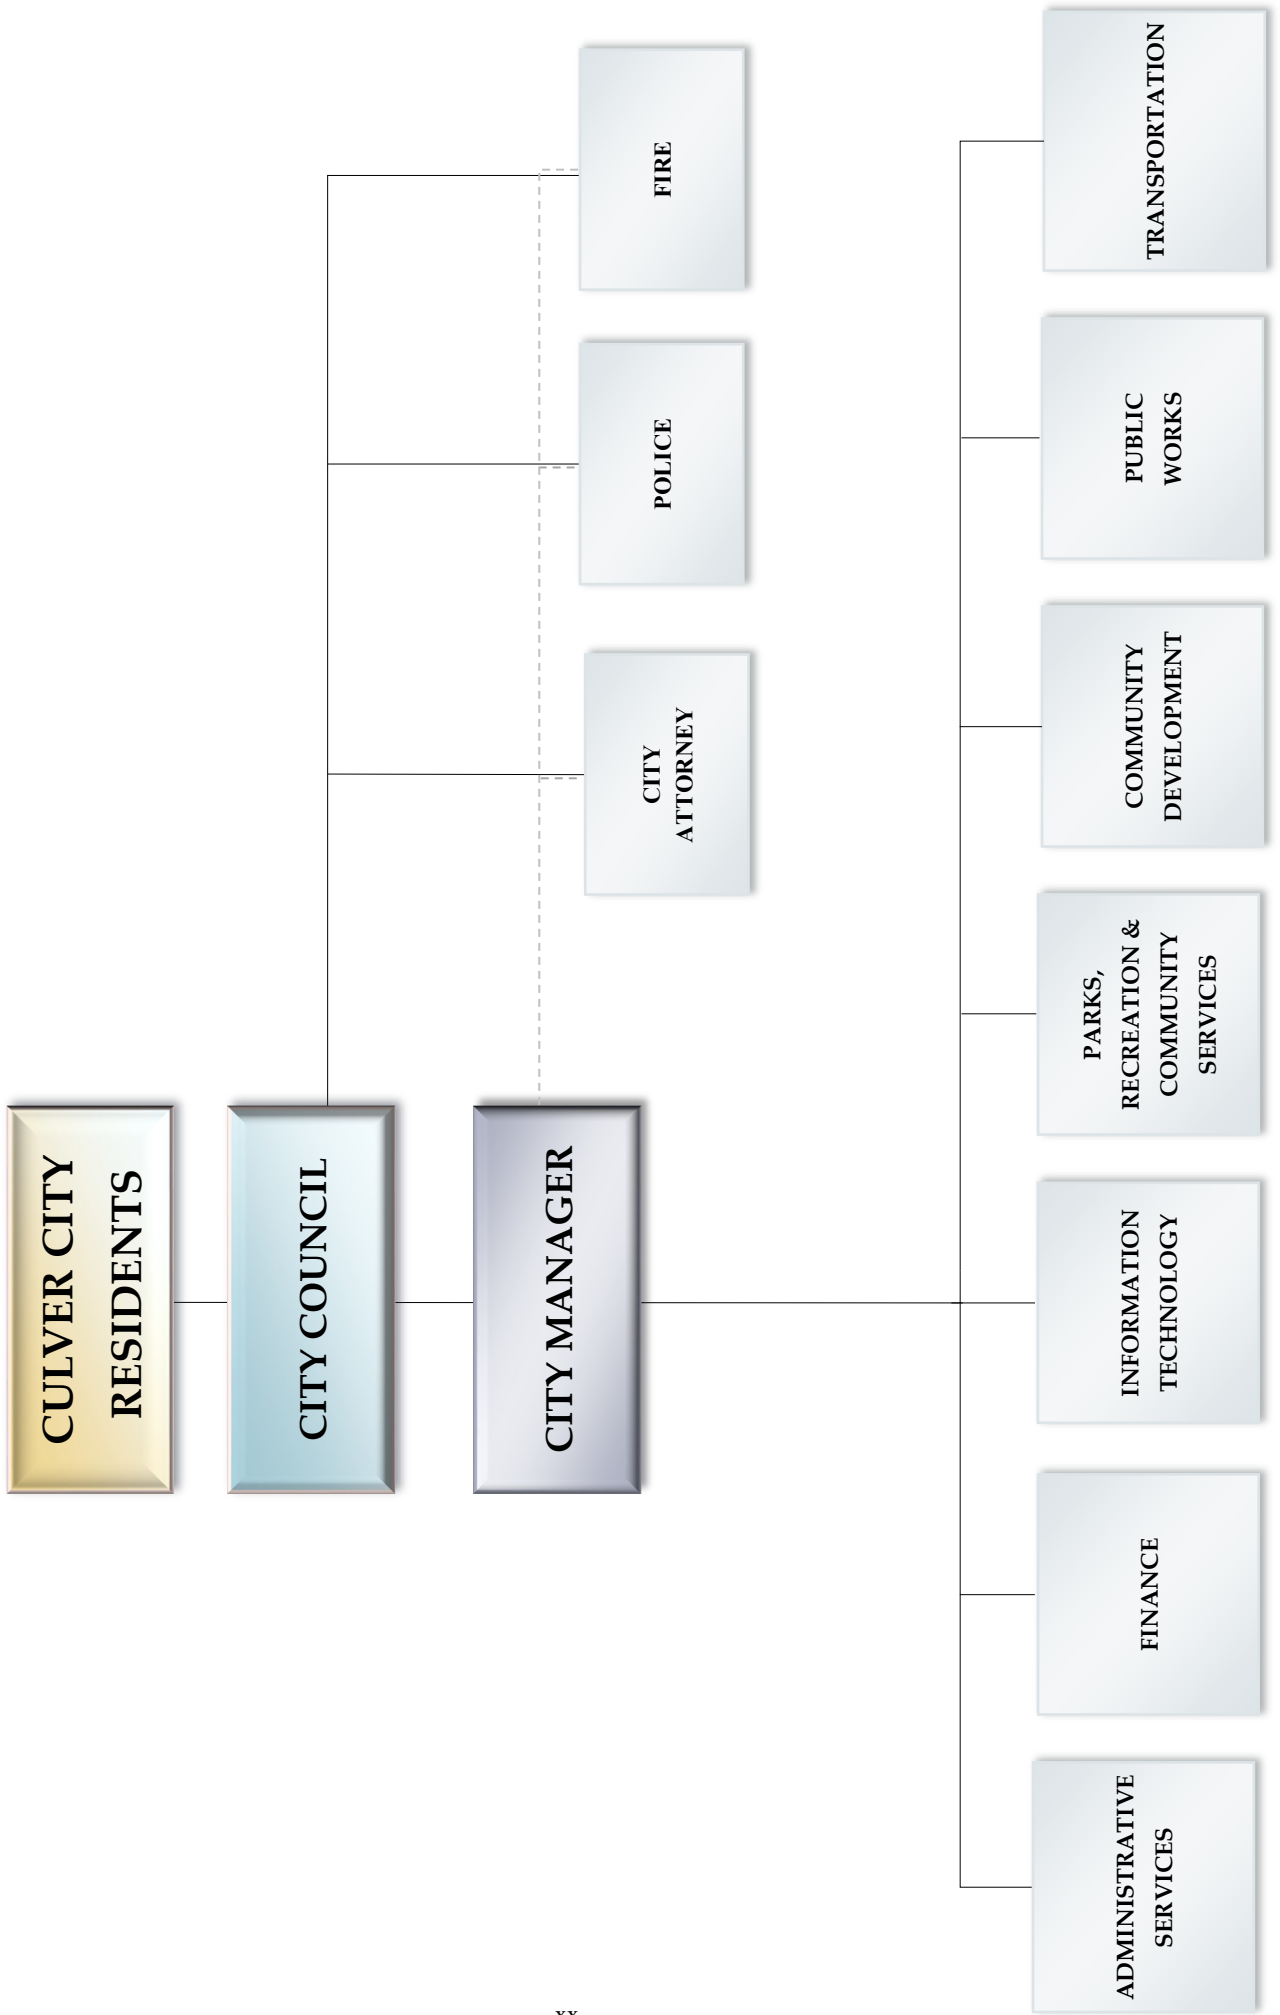 CULVER CITY
RESIDENTS
CITY COUNCIL
CITY MANAGER
CITY
ATTORNEY
POLICE
FIRE
ADMINISTRATIVE
SERVICES
FINANCE
INFORMATION
TECHNOLOGY
PARKS,
RECREATION &
COMMUNITY
SERVICES
COMMUNITY
DEVELOPMENT
PUBLIC
WORKS
TRANSPORTATION
xx